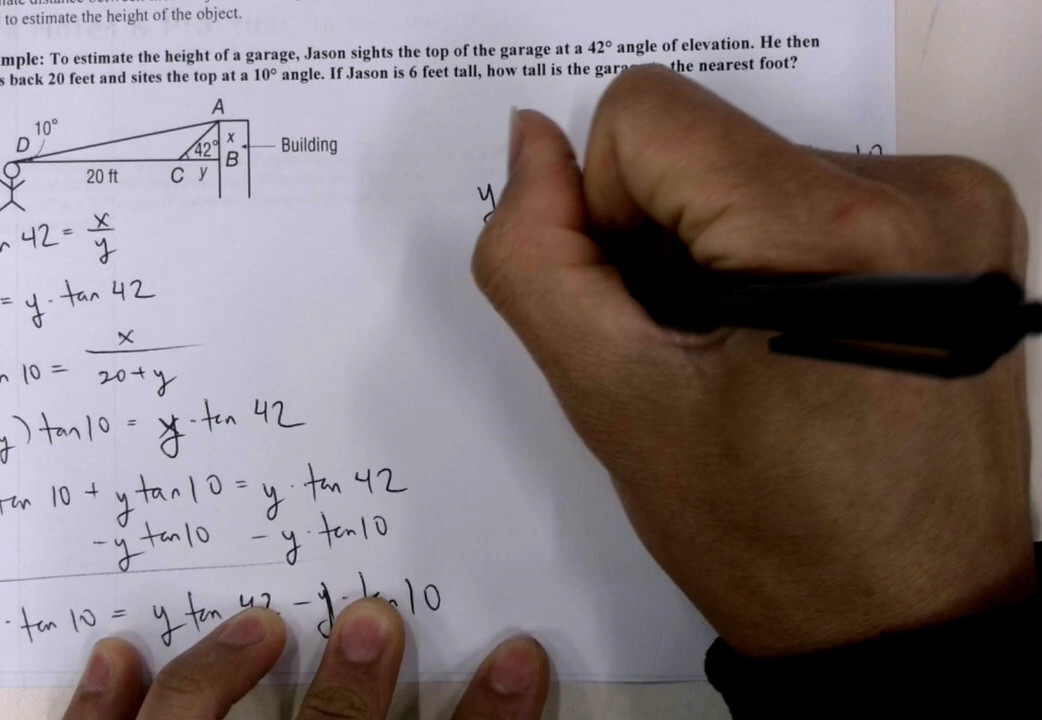 to estimate the height of the object.
mple: To estimate the height of a garage, Jason sights the top of the garage at a 42° angle of elevation. He then
s back 20 feet and sites the top at a 10° angle. If Jason is 6 feet tall, how tall is the the nearest foot?
A
10°
D
42°
x
B
Building
20 ft
C y
n 42 = x/y
= y · tan 42
n 10 = x/(20+y)
y) tan 10 = y · tan 42
tan 10 + y tan 10 = y · tan 42
- y tan 10 - y · tan 10
· tan 10 = y tan 42 - y · tan 10
y